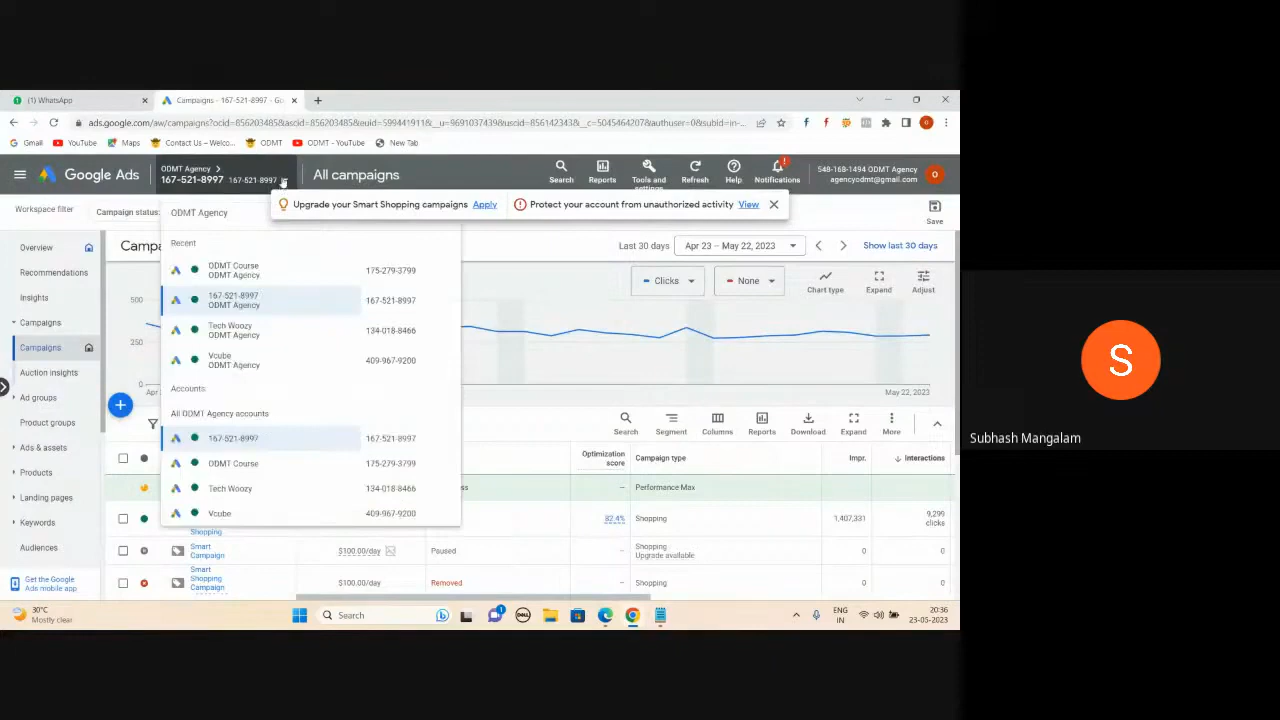 (1) WhatsApp
Campaigns - 167-521-8997 - Go
ads.google.com/aw/campaigns?ocid=856203485&ascid=856203485&euid=599441911&__u=9691037439&uscid=856142343&__c=5045464207&authuser=0&subid=in-...
Gmail YouTube Maps Contact Us – Welco... ODMT ODMT - YouTube New Tab
Google Ads
ODMT Agency
167-521-8997 167-521-8997
All campaigns
Search Reports Tools and settings Refresh Help Notifications
548-168-1494 ODMT Agency
agencyodmt@gmail.com
Upgrade your Smart Shopping campaigns Apply
Protect your account from unauthorized activity View
Workspace filter
Campaign status:
Save
Overview
Recommendations
Insights
Campaigns
Campaigns
Auction insights
Ad groups
Product groups
Ads & assets
Products
Landing pages
Keywords
Audiences
Get the Google
Ads mobile app
ODMT Agency
Recent
ODMT Course
ODMT Agency
175-279-3799
167-521-8997
ODMT Agency
167-521-8997
Tech Woozy
ODMT Agency
134-018-8466
Vcube
ODMT Agency
409-967-9200
Accounts
All ODMT Agency accounts
167-521-8997 167-521-8997
ODMT Course 175-279-3799
Tech Woozy 134-018-8466
Vcube 409-967-9200
Campa
Last 30 days Apr 23 – May 22, 2023 Show last 30 days
Clicks None
Chart type Expand Adjust
500
250
0
Apr
May 22, 2023
Search Segment Columns Reports Download Expand More
Optimization
score
Campaign type
Impr.
Interactions
ss – Performance Max
Shopping
82.4% Shopping 1,407,331 9,299
clicks
Smart
Campaign
$100.00/day Paused – Shopping
Upgrade available
0 0
Smart
Shopping
Campaign
$100.00/day Removed – Shopping 0 0
30°C
Mostly clear
Search
ENG
IN
20:36
23-05-2023
S
Subhash Mangalam